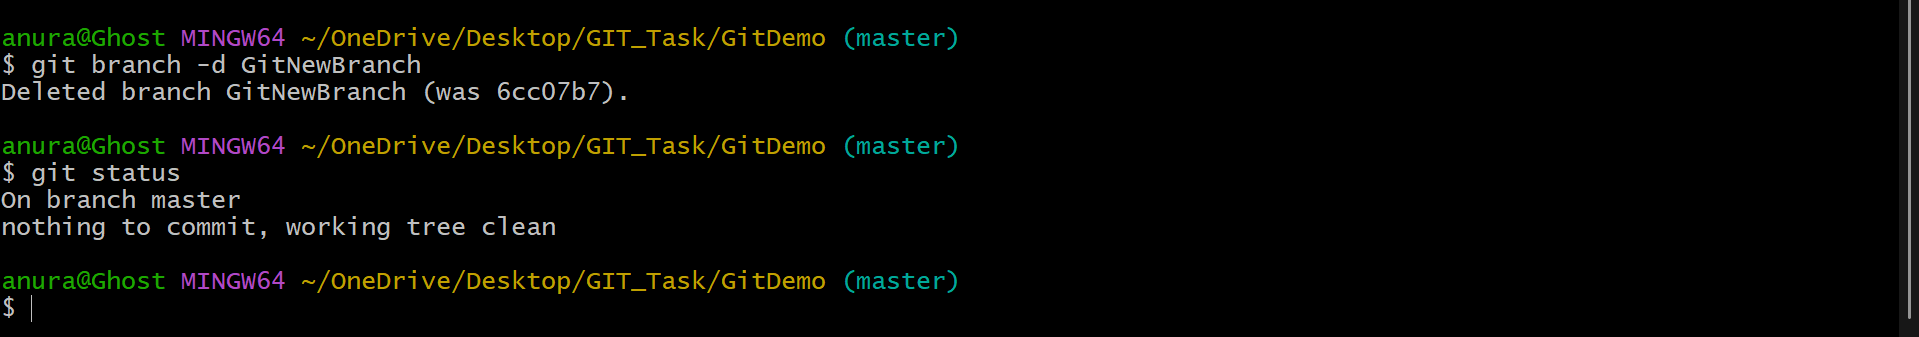 anura@Ghost MINGW64 ~/OneDrive/Desktop/GIT_Task/GitDemo (master)
$ git branch -d GitNewBranch
Deleted branch GitNewBranch (was 6cc07b7).
anura@Ghost MINGW64 ~/OneDrive/Desktop/GIT_Task/GitDemo (master)
$ git status
On branch master
nothing to commit, working tree clean
anura@Ghost MINGW64 ~/OneDrive/Desktop/GIT_Task/GitDemo (master)
$